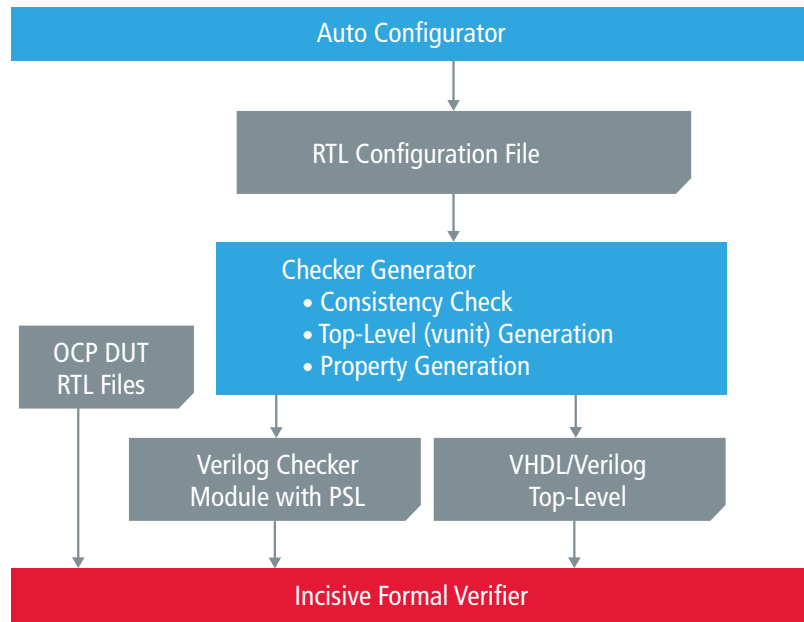 Auto Configurator
RTL Configuration File
Checker Generator
• Consistency Check
• Top-Level (vunit) Generation
• Property Generation
OCP DUT
RTL Files
Verilog Checker
Module with PSL
VHDL/Verilog
Top-Level
Incisive Formal Verifier